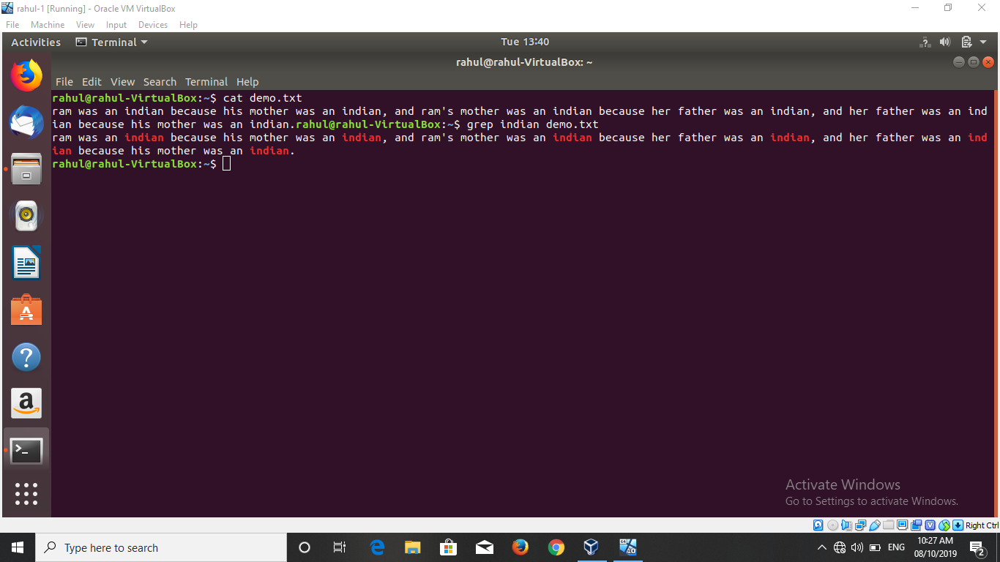 rahul-1 [Running] - Oracle VM VirtualBox
File Machine View Input Devices Help
Activities Terminal Tue 13:40
rahul@rahul-VirtualBox: ~
File Edit View Search Terminal Help
rahul@rahul-VirtualBox:~$ cat demo.txt
ram was an indian because his mother was an indian, and ram's mother was an indian because her father was an indian, and her father was an ind
ian because his mother was an indian.rahul@rahul-VirtualBox:~$ grep indian demo.txt
ram was an indian because his mother was an indian, and ram's mother was an indian because her father was an indian, and her father was an ind
ian because his mother was an indian.
rahul@rahul-VirtualBox:~$
Activate Windows
Go to Settings to activate Windows.
Right Ctrl
Type here to search
ENG
10:27 AM
08/10/2019
2